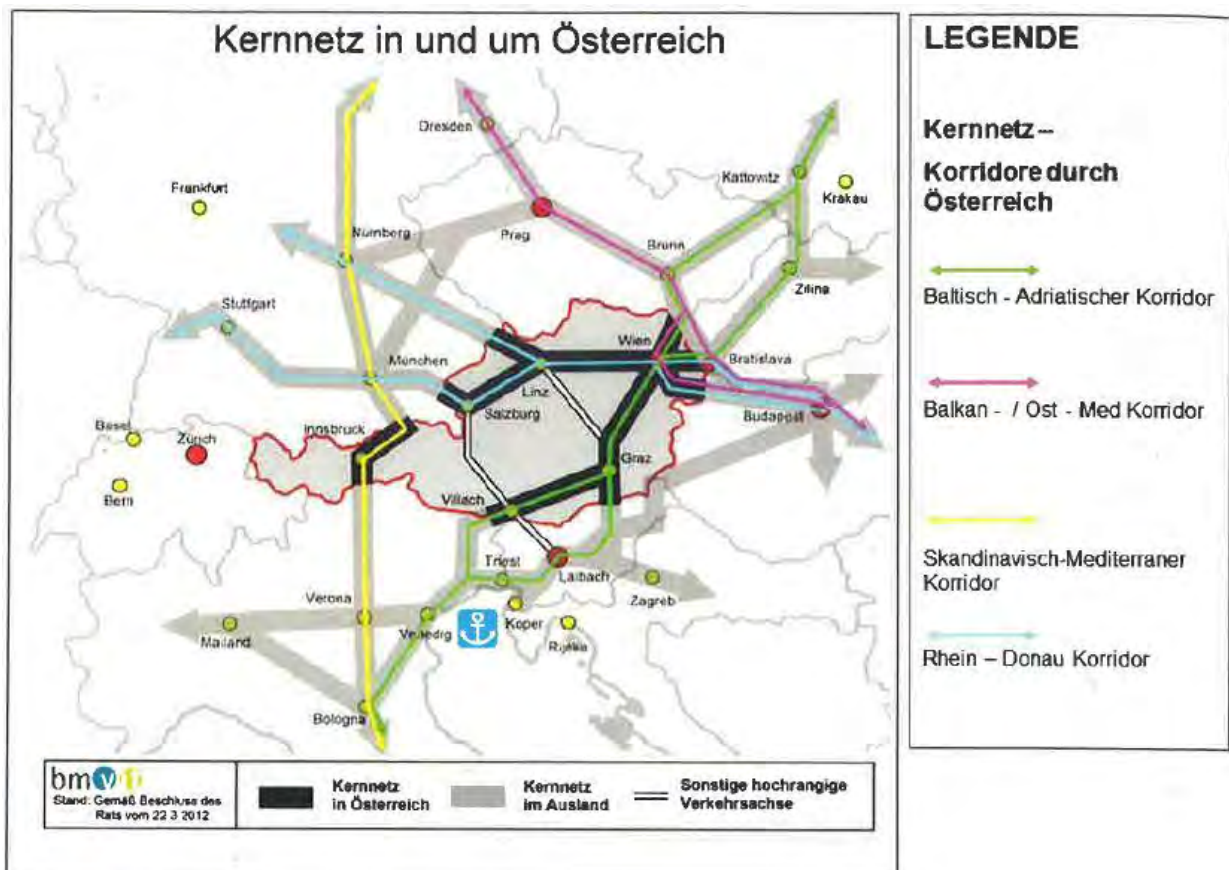 Kernnetz in und um Österreich
Dresden
Kattowitz
Krakau
Frankfurt
Nürnberg
Prag
Brünn
Zilina
Stuttgart
Wien
Bratislava
München
Linz
Salzburg
Budapest
Innsbruck
Basel
Zürich
Bern
Graz
Villach
Triest
Laibach
Zagreb
Verona
Venedig
Koper
Rijeka
Mailand
Bologna
bmvit
Stand: Gemäß Beschluss des
Rats vom 22.3.2012
Kernnetz
in Österreich
Kernnetz
im Ausland
Sonstige hochrangige
Verkehrsachse
LEGENDE
Kernnetz –
Korridore durch
Österreich
Baltisch - Adriatischer Korridor
Balkan - / Ost - Med Korridor
Skandinavisch-Mediterraner
Korridor
Rhein – Donau Korridor